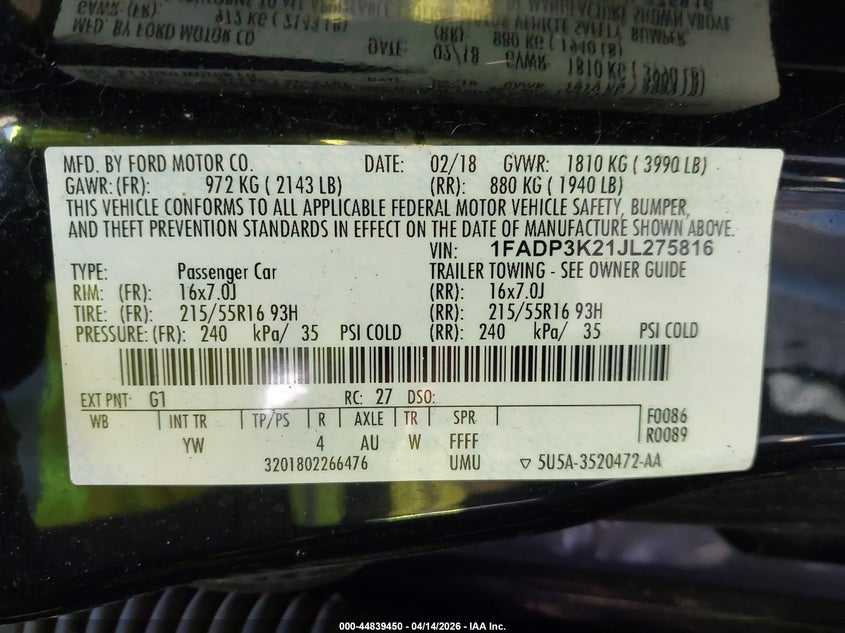 MFD. BY FORD MOTOR CO. DATE: 02/18 GVWR: 1810 KG ( 3990 LB)
GAWR: (FR): 972 KG ( 2143 LB) (RR): 880 KG ( 1940 LB)
THIS VEHICLE CONFORMS TO ALL APPLICABLE FEDERAL MOTOR VEHICLE SAFETY, BUMPER,
AND THEFT PREVENTION STANDARDS IN EFFECT ON THE DATE OF MANUFACTURE SHOWN ABOVE.
VIN: 1FADP3K21JL275816
TYPE: Passenger Car TRAILER TOWING - SEE OWNER GUIDE
RIM: (FR): 16x7.0J (RR): 16x7.0J
TIRE: (FR): 215/55R16 93H (RR): 215/55R16 93H
PRESSURE: (FR): 240 kPa/ 35 PSI COLD (RR): 240 kPa/ 35 PSI COLD
EXT PNT: G1 RC: 27 DSO:
WB INT TR TP/PS R AXLE TR SPR F0086
R0089
YW 4 AU W FFFF
3201802266476 UMU ▽ 5U5A-3520472-AA
000-44839450 - 04/14/2026 - IAA Inc.